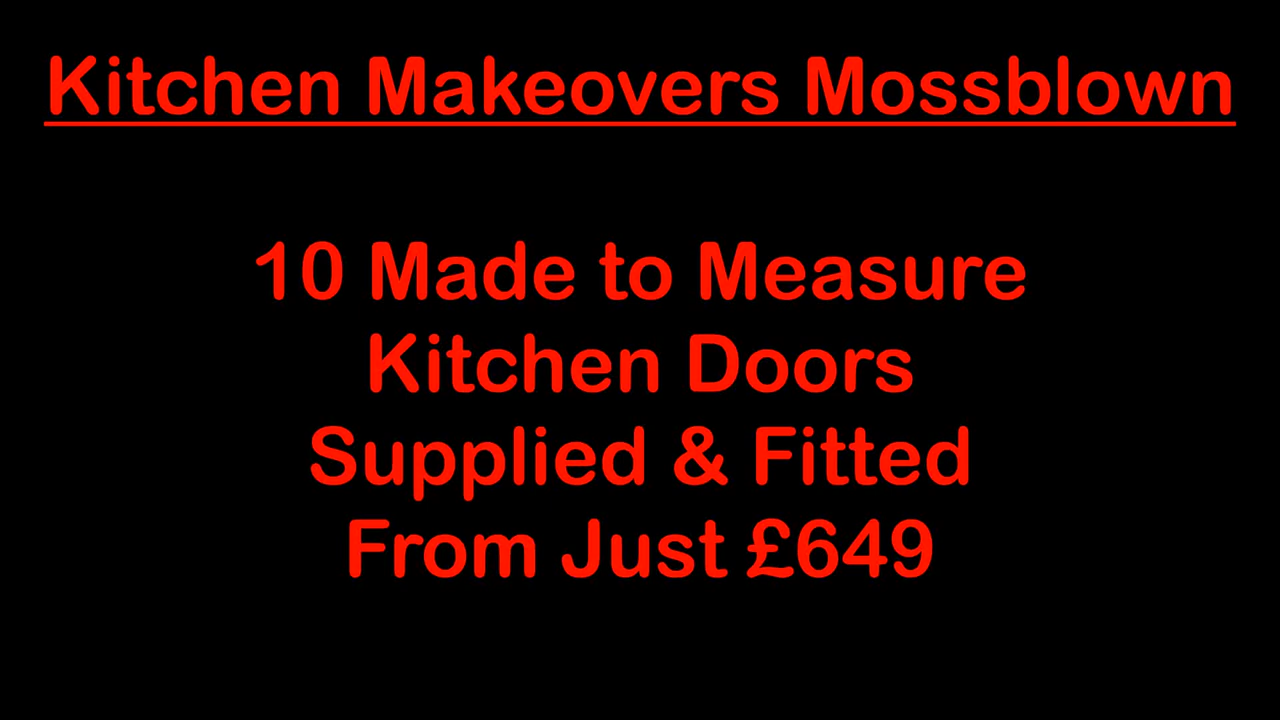 Kitchen Makeovers Mossblown
10 Made to Measure
Kitchen Doors
Supplied & Fitted
From Just £649